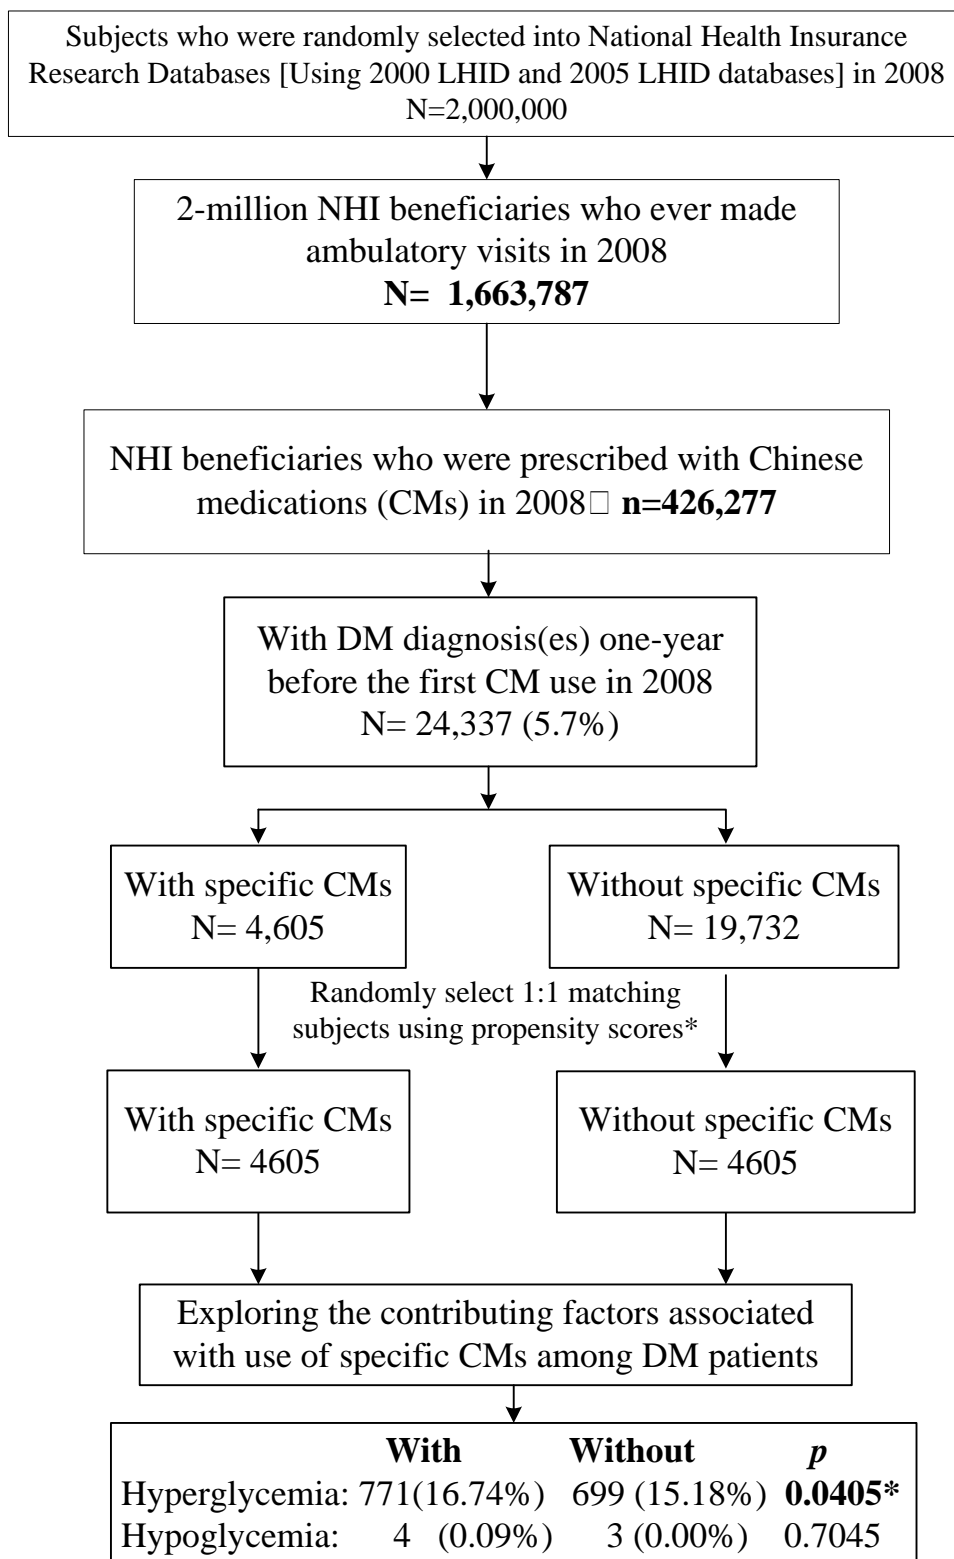 Subjects who were randomly selected into National Health Insurance
Research Databases [Using 2000 LHID and 2005 LHID databases] in 2008
N=2,000,000
2-million NHI beneficiaries who ever made
ambulatory visits in 2008
N= 1,663,787
NHI beneficiaries who were prescribed with Chinese
medications (CMs) in 2008□ n=426,277
With DM diagnosis(es) one-year
before the first CM use in 2008
N= 24,337 (5.7%)
With specific CMs
N= 4,605
Without specific CMs
N= 19,732
Randomly select 1:1 matching
subjects using propensity scores*
With specific CMs
N= 4605
Without specific CMs
N= 4605
Exploring the contributing factors associated
with use of specific CMs among DM patients
With Without p
Hyperglycemia: 771(16.74%) 699 (15.18%) 0.0405*
Hypoglycemia: 4 (0.09%) 3 (0.00%) 0.7045